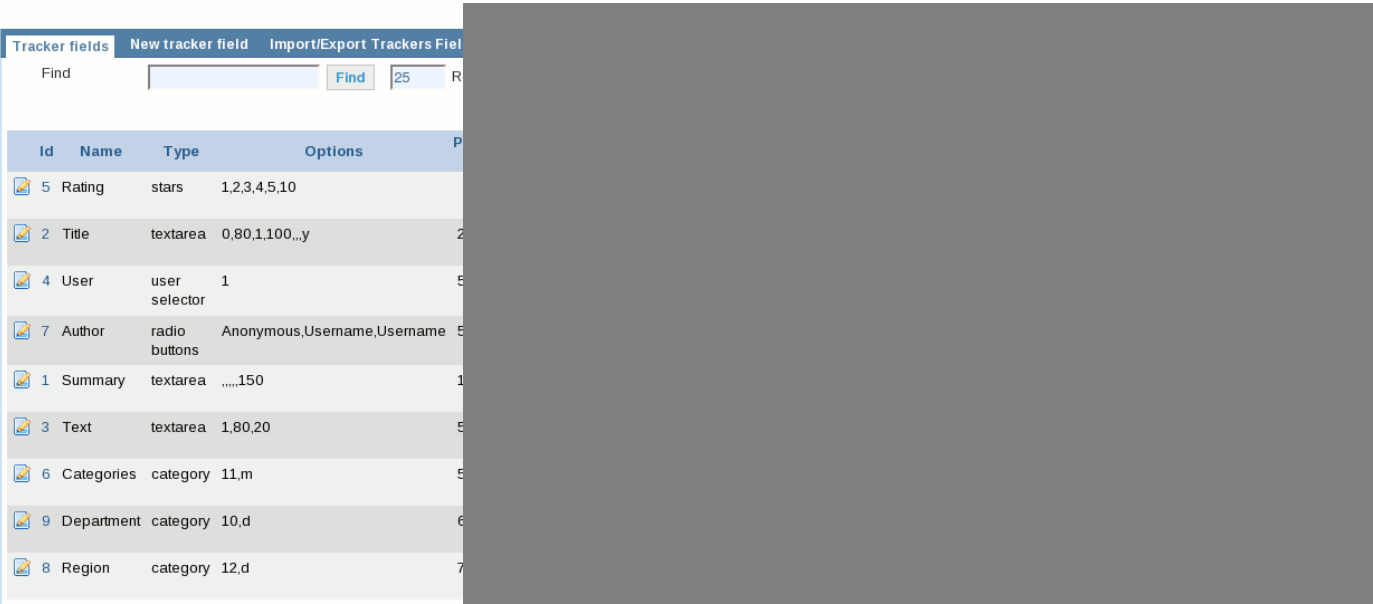 Tracker fields New tracker field Import/Export Trackers
Find Find 25
Id Name Type Options
5 Rating stars 1,2,3,4,5,10
2 Title textarea 0,80,1,100,,,y
4 User user 1
selector
7 Author radio Anonymous,Username,Username
buttons
1 Summary textarea ,,,,,150
3 Text textarea 1,80,20
6 Categories category 11,m
9 Department category 10,d
8 Region category 12,d